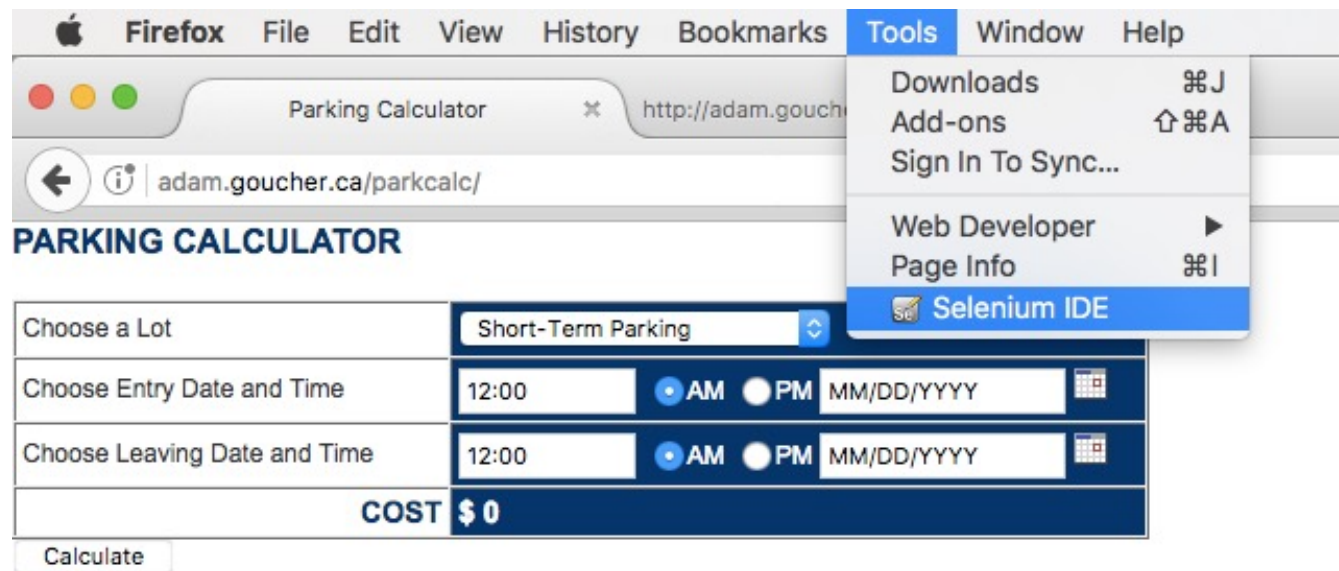 Firefox File Edit View History Bookmarks Tools Window Help
Parking Calculator × http://adam.gouch
Downloads ⌘J
Add-ons ⇧⌘A
Sign In To Sync...
Web Developer ▶
Page Info ⌘I
Selenium IDE
adam.goucher.ca/parkcalc/
PARKING CALCULATOR
Choose a Lot Short-Term Parking
Choose Entry Date and Time 12:00 AM PM MM/DD/YYYY
Choose Leaving Date and Time 12:00 AM PM MM/DD/YYYY
COST $ 0
Calculate